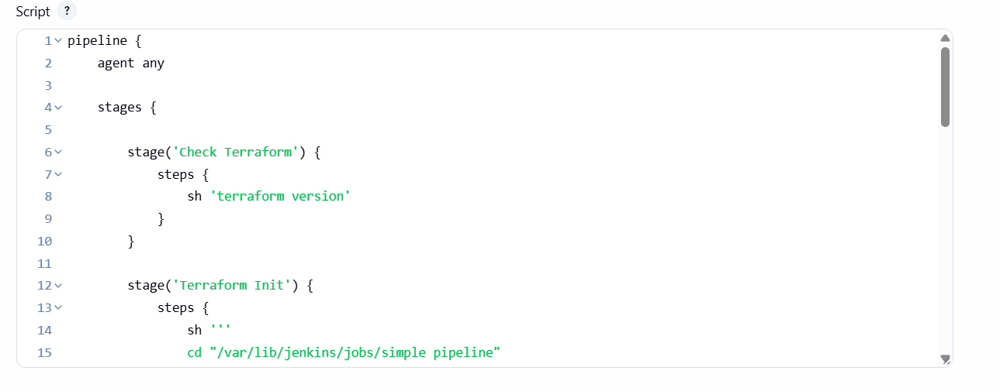 Script ?
1 pipeline {
2     agent any
3
4     stages {
5
6         stage('Check Terraform') {
7             steps {
8                 sh 'terraform version'
9             }
10         }
11
12         stage('Terraform Init') {
13             steps {
14                 sh '''
15                 cd "/var/lib/jenkins/jobs/simple pipeline"